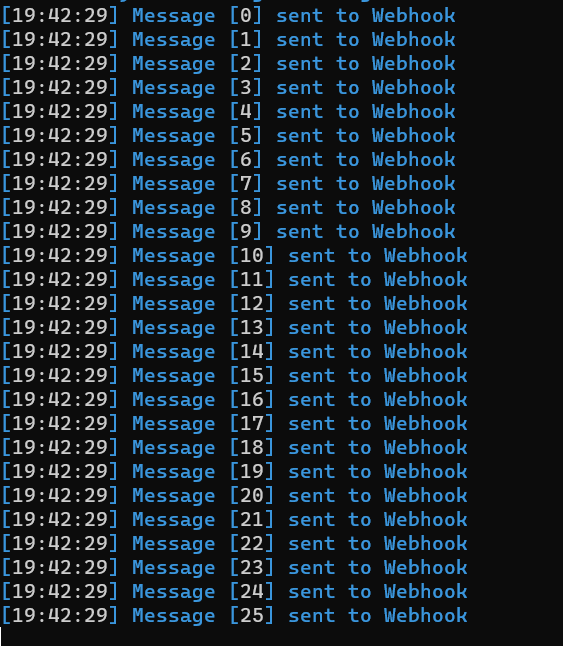 [19:42:29] Message [0] sent to Webhook
[19:42:29] Message [1] sent to Webhook
[19:42:29] Message [2] sent to Webhook
[19:42:29] Message [3] sent to Webhook
[19:42:29] Message [4] sent to Webhook
[19:42:29] Message [5] sent to Webhook
[19:42:29] Message [6] sent to Webhook
[19:42:29] Message [7] sent to Webhook
[19:42:29] Message [8] sent to Webhook
[19:42:29] Message [9] sent to Webhook
[19:42:29] Message [10] sent to Webhook
[19:42:29] Message [11] sent to Webhook
[19:42:29] Message [12] sent to Webhook
[19:42:29] Message [13] sent to Webhook
[19:42:29] Message [14] sent to Webhook
[19:42:29] Message [15] sent to Webhook
[19:42:29] Message [16] sent to Webhook
[19:42:29] Message [17] sent to Webhook
[19:42:29] Message [18] sent to Webhook
[19:42:29] Message [19] sent to Webhook
[19:42:29] Message [20] sent to Webhook
[19:42:29] Message [21] sent to Webhook
[19:42:29] Message [22] sent to Webhook
[19:42:29] Message [23] sent to Webhook
[19:42:29] Message [24] sent to Webhook
[19:42:29] Message [25] sent to Webhook